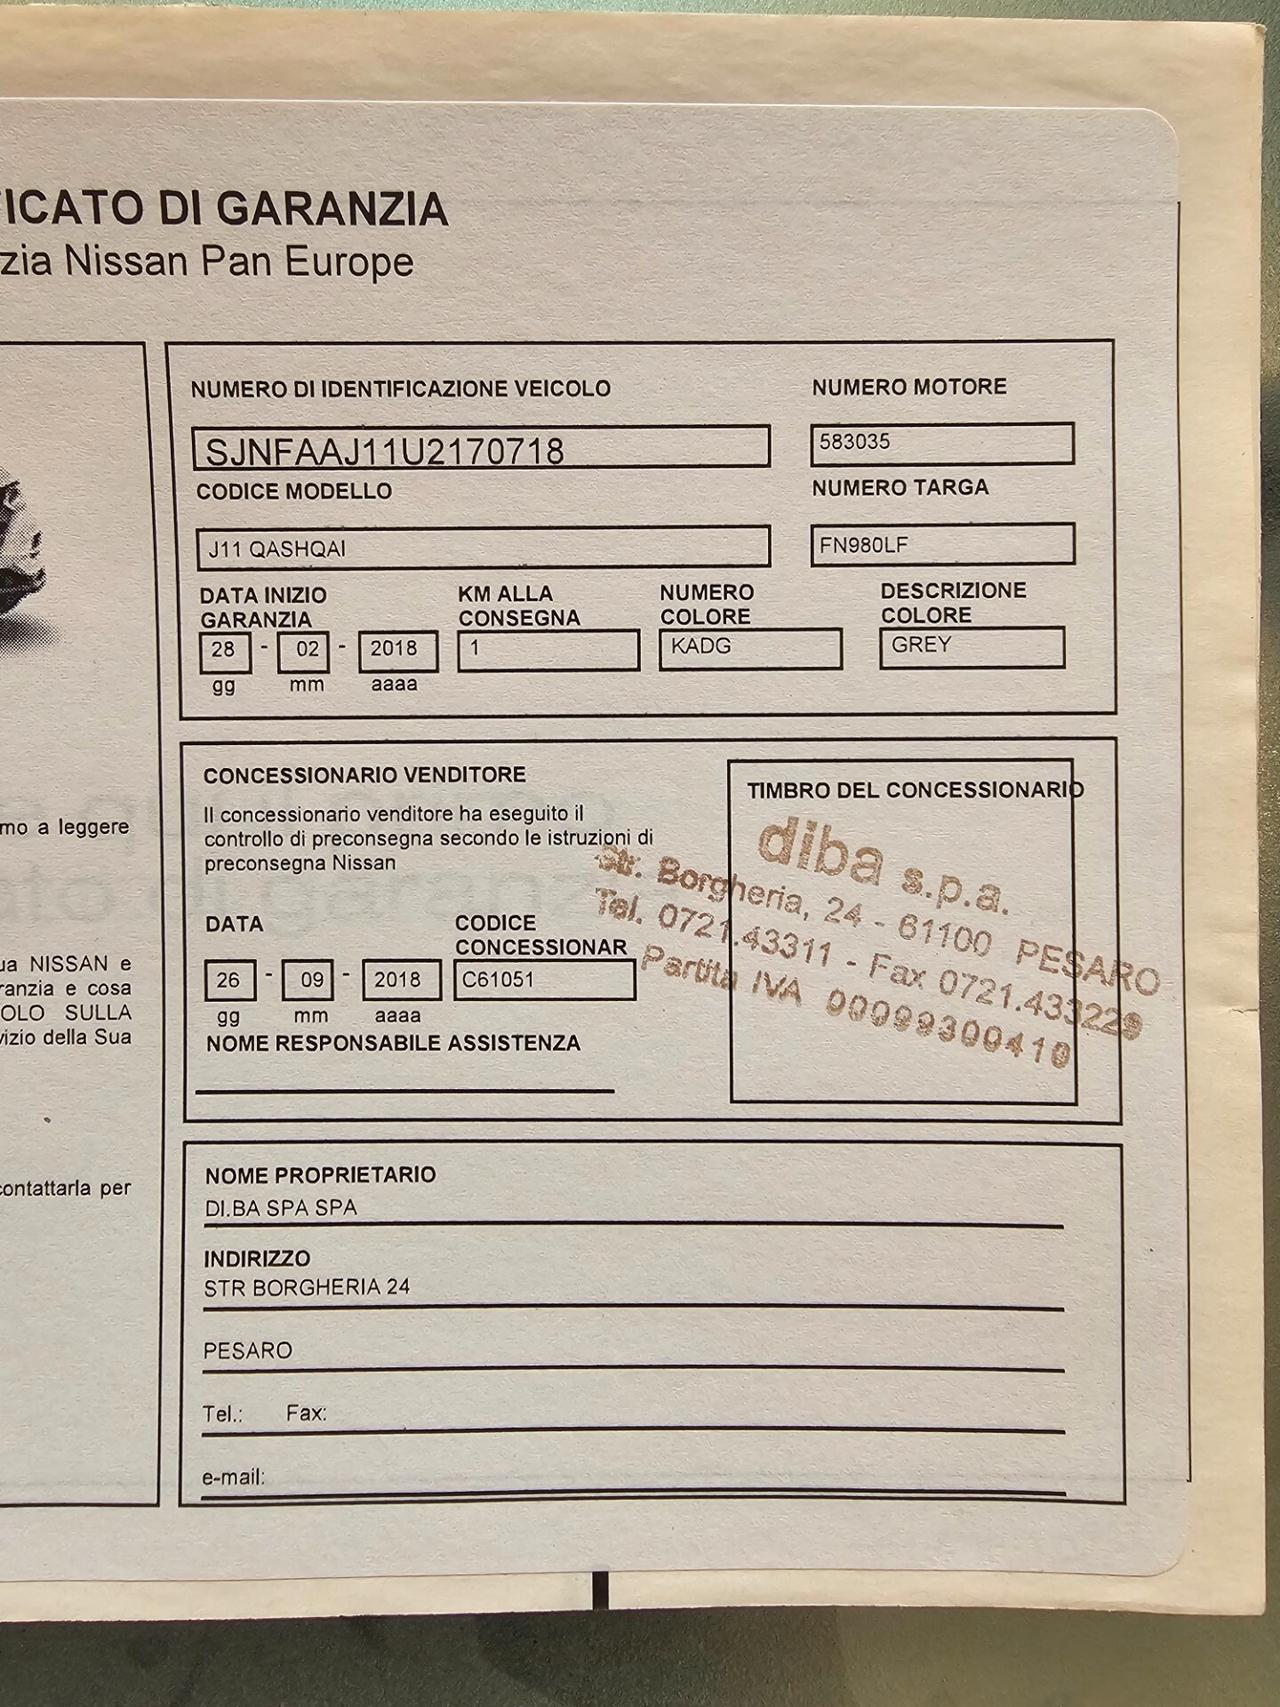 ICATO DI GARANZIA
zia Nissan Pan Europe
NUMERO DI IDENTIFICAZIONE VEICOLO
NUMERO MOTORE
SJNFAAJ11U2170718
583035
CODICE MODELLO
NUMERO TARGA
J11 QASHQAI
FN980LF
DATA INIZIO
GARANZIA
KM ALLA
CONSEGNA
NUMERO
COLORE
DESCRIZIONE
COLORE
28 - 02 - 2018
1
KADG
GREY
gg mm aaaa
mo a leggere
ua NISSAN e
ranzia e cosa
OLO SULLA
vizio della Sua
contattarla per
CONCESSIONARIO VENDITORE
Il concessionario venditore ha eseguito il
controllo di preconsegna secondo le istruzioni di
preconsegna Nissan
DATA
CODICE
CONCESSIONAR
26 - 09 - 2018
C61051
gg mm aaaa
NOME RESPONSABILE ASSISTENZA
TIMBRO DEL CONCESSIONARIO
diba s.p.a.
Str. Borgheria, 24 - 61100 PESARO
Tel. 0721.43311 - Fax 0721.433229
Partita IVA 00099300410
NOME PROPRIETARIO
DI.BA SPA SPA
INDIRIZZO
STR BORGHERIA 24
PESARO
Tel.: Fax:
e-mail: